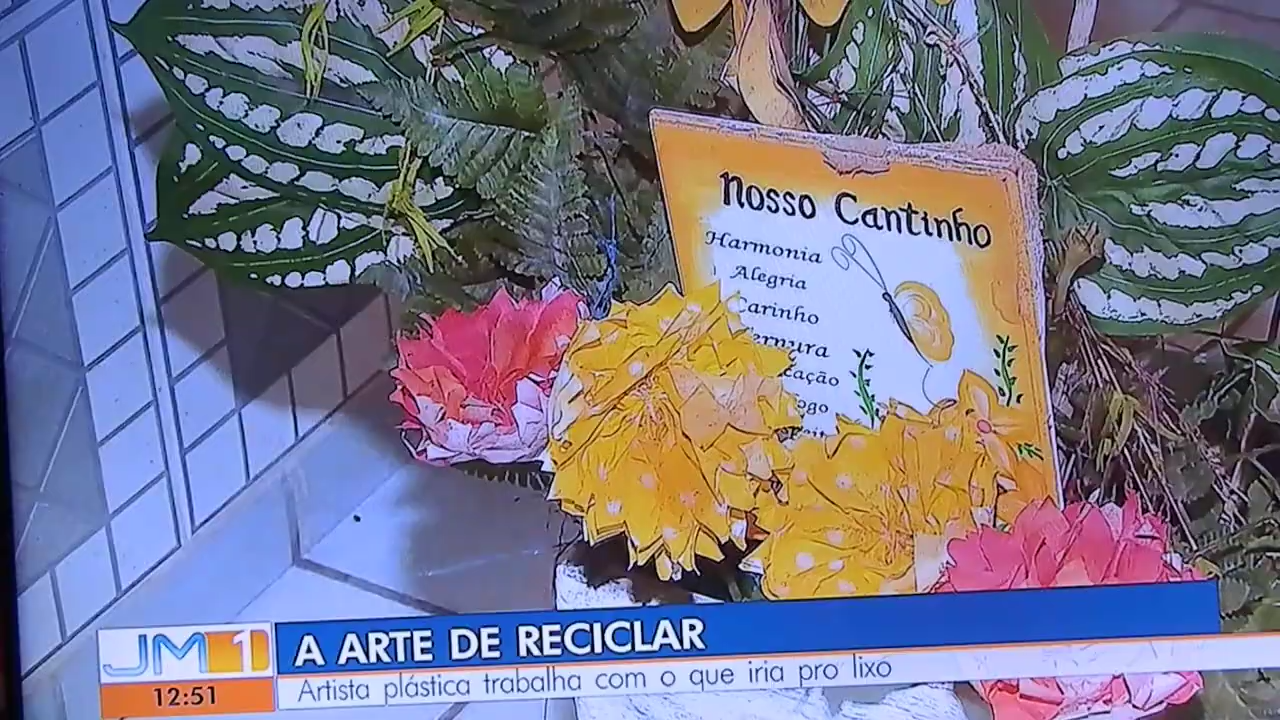 Nosso Cantinho
Harmonia
Alegria
Carinho
JM1
A ARTE DE RECICLAR
12:51
Artista plástica trabalha com o que iria pro lixo